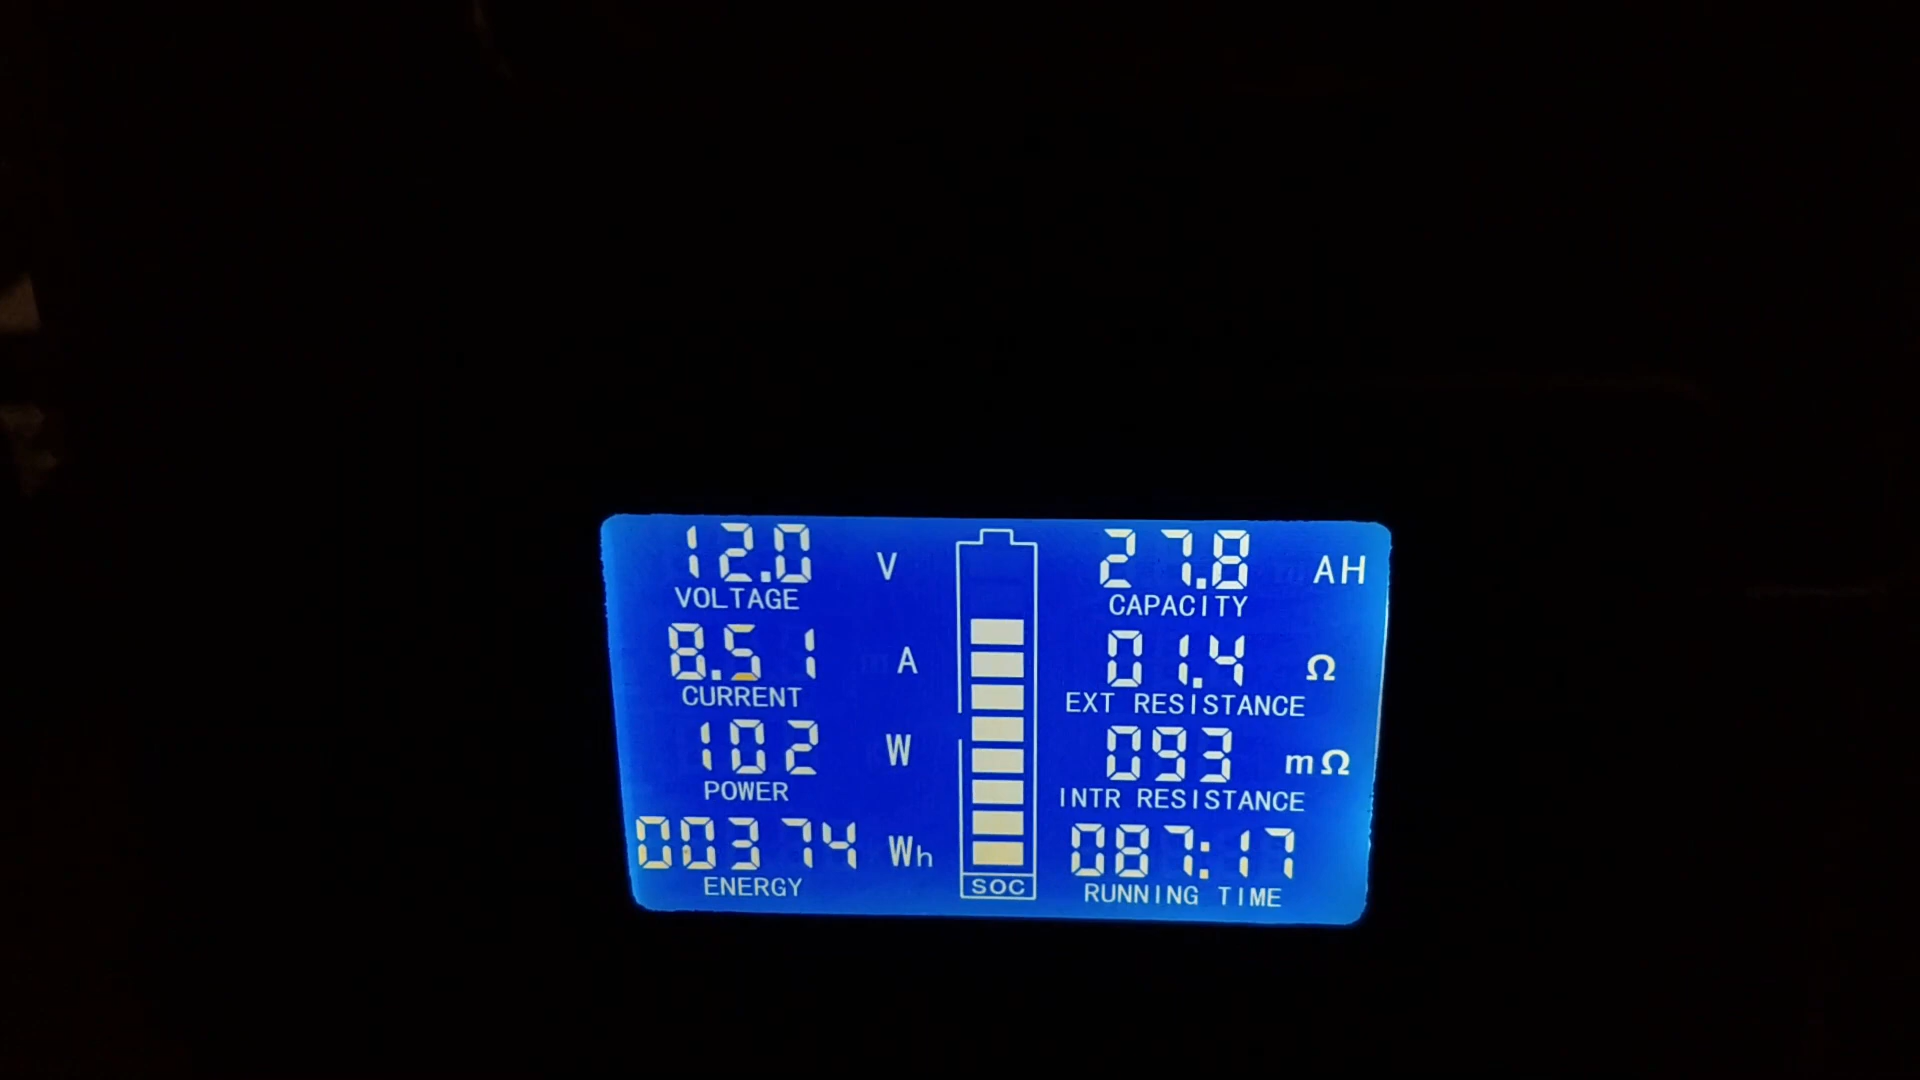 12.0 V
VOLTAGE
8.51 A
CURRENT
102 W
POWER
00374 Wh
ENERGY
SOC
27.8 AH
CAPACITY
01.4 Ω
EXT RESISTANCE
093 mΩ
INTR RESISTANCE
087:17
RUNNING TIME